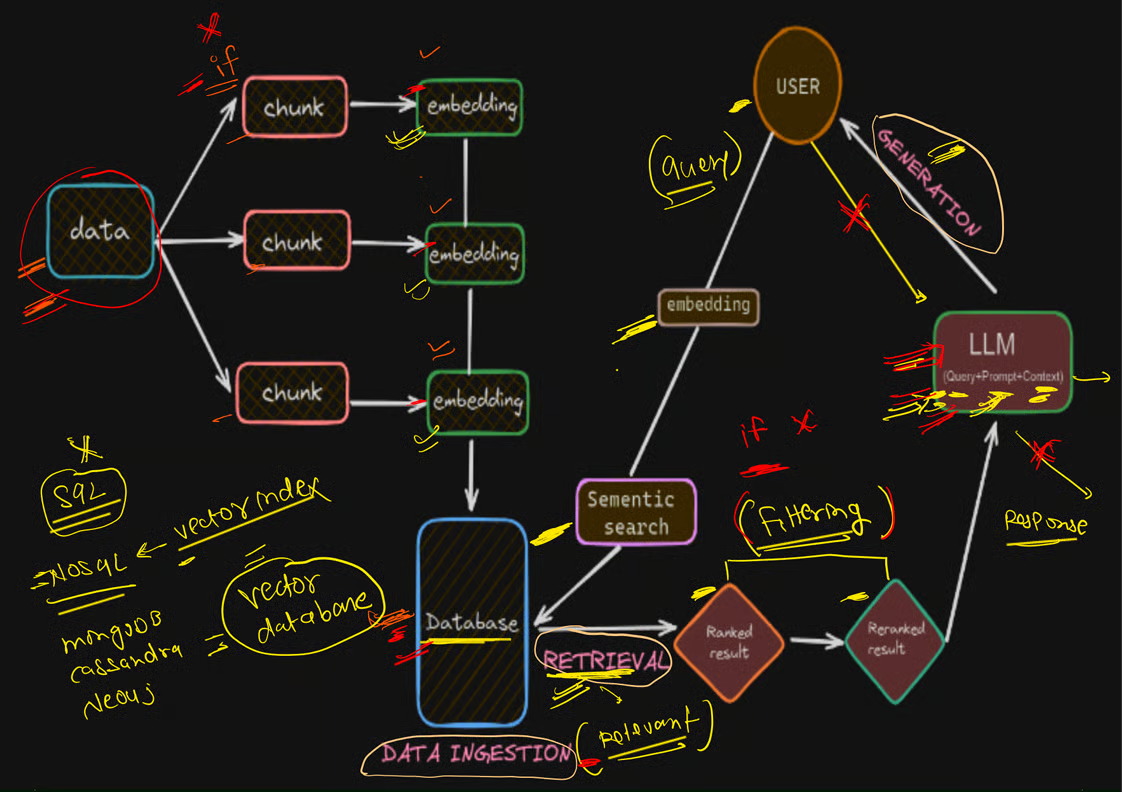 if
chunk
embedding
data
chunk
embedding
chunk
embedding
USER
(Query)
GENERATION
embedding
LLM
(Query+Prompt+Context)
if
(Filtering)
Response
Sementic
search
SQL
vector index
NOSQL
vector
database
mongoDB
cassandra
Neo4j
Database
RETRIEVAL
Ranked
result
Reranked
result
(Relevant)
DATA INGESTION